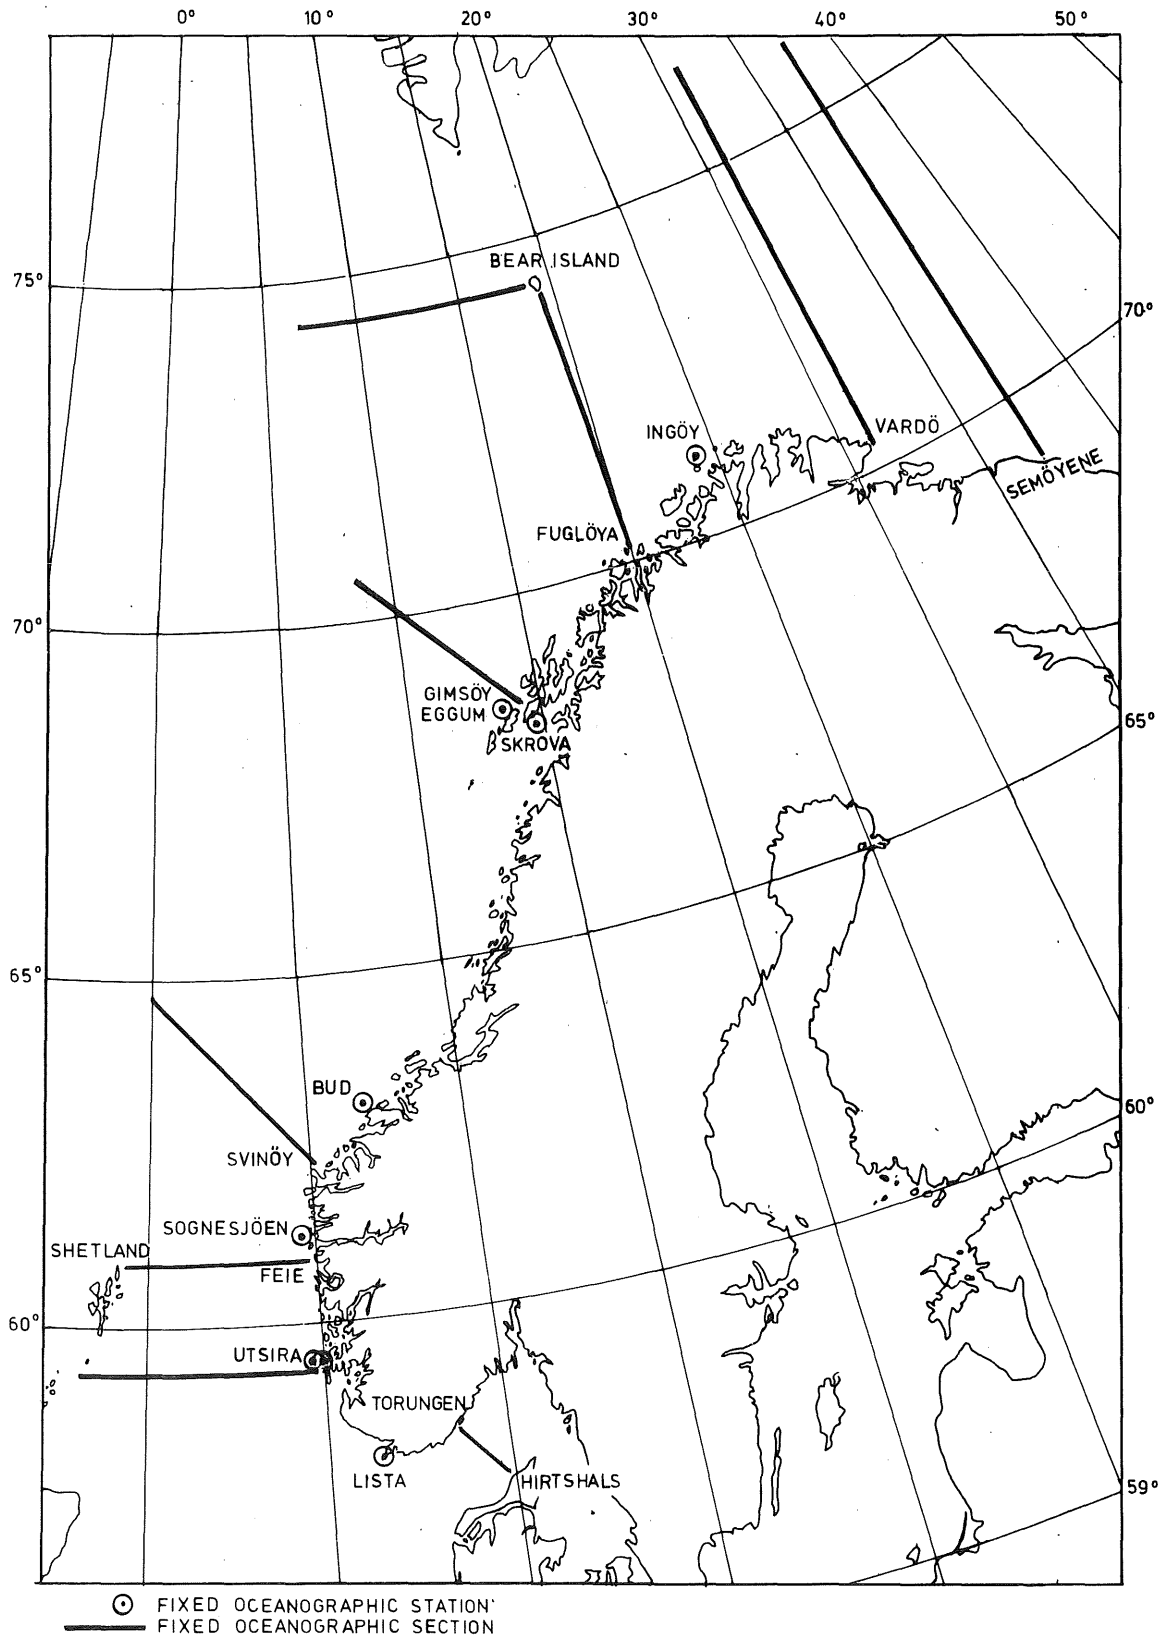 0° 10° 20° 30° 40° 50°
BEAR ISLAND
75°
70°
VARDÖ
INGÖY
SEMÖYENE
FUGLÖYA
70°
GIMSÖY
EGGUM
65°
SKROVA
65°
BUD
60°
SVINÖY
SOGNESJÖEN
SHETLAND
FEIE
60°
UTSIRA
TORUNGEN
LISTA
HIRTSHALS
59°
FIXED OCEANOGRAPHIC STATION
FIXED OCEANOGRAPHIC SECTION